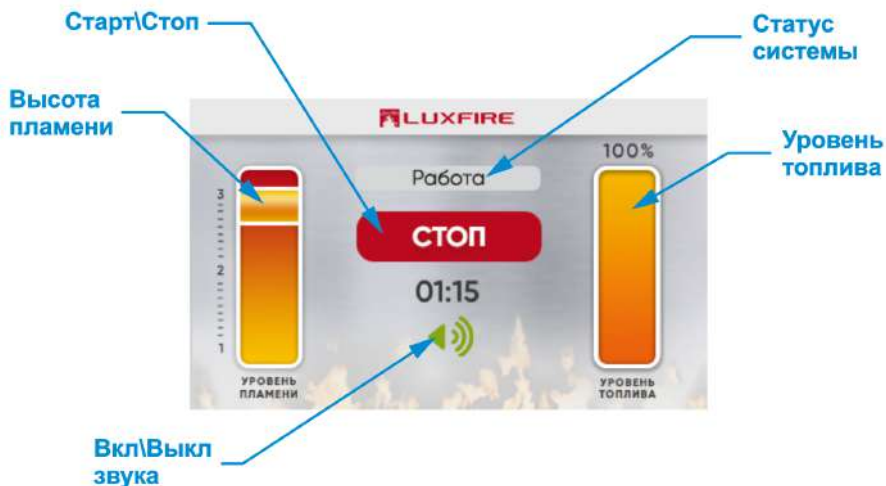 Старт\Стоп
Статус
системы
Высота
пламени
LUXFIRE
100%
Уровень
топлива
Работа
3
СТОП
2
01:15
1
УРОВЕНЬ
ПЛАМЕНИ
УРОВЕНЬ
ТОПЛИВА
Вкл\Выкл
звука